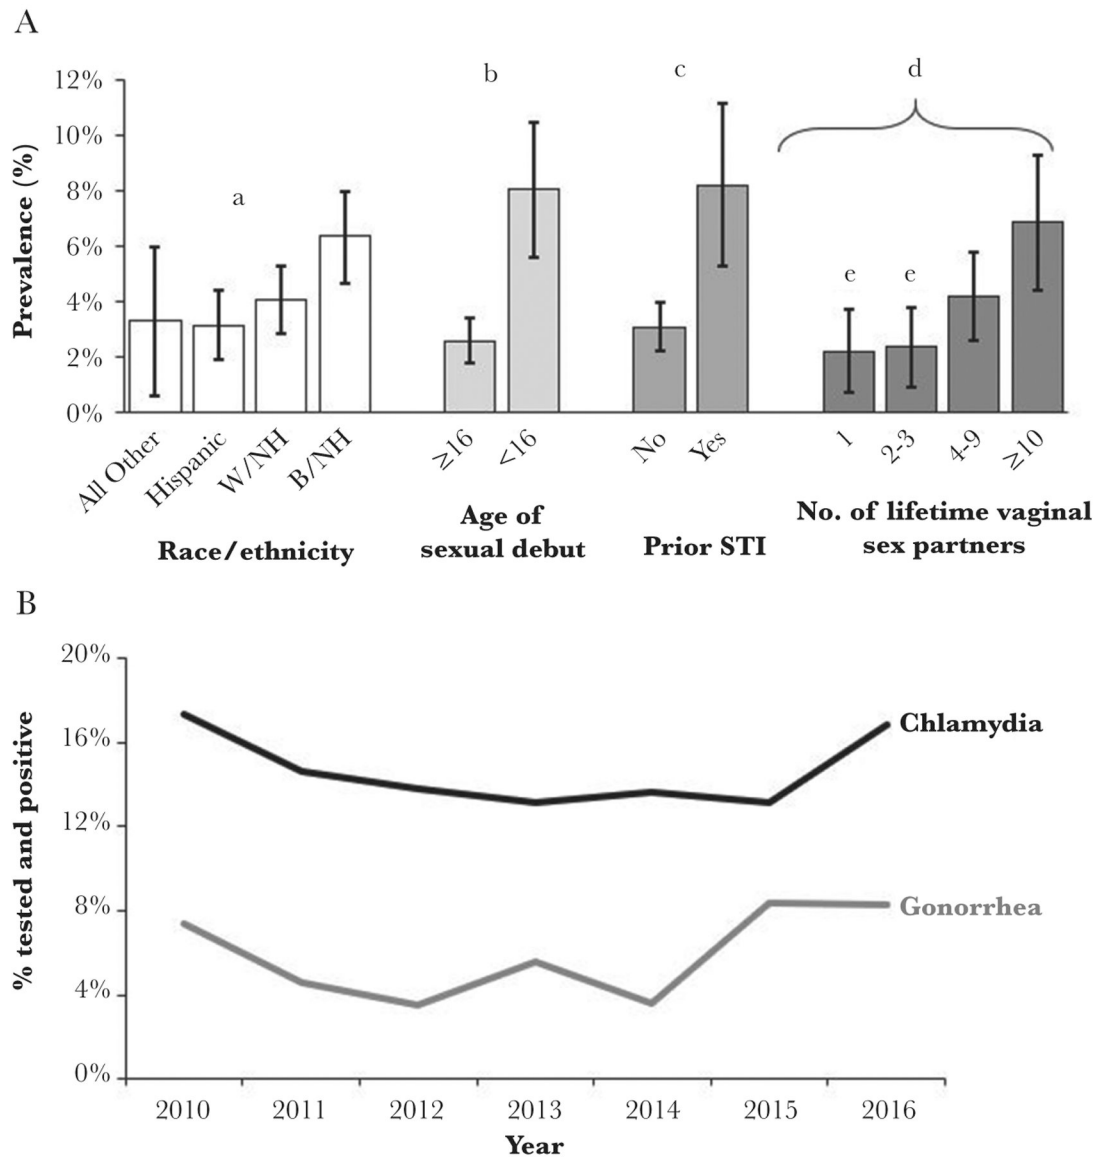 A
12%
10%
8%
6%
4%
2%
0%
Prevalence (%)
a
b
c
d
e
e
All Other
Hispanic
W/NH
B/NH
≥16
<16
No
Yes
1
2-3
4-9
≥10
Race/ethnicity
Age of
sexual debut
Prior STI
No. of lifetime vaginal
sex partners
B
20%
16%
12%
8%
4%
0%
% tested and positive
Chlamydia
Gonorrhea
2010
2011
2012
2013
2014
2015
2016
Year